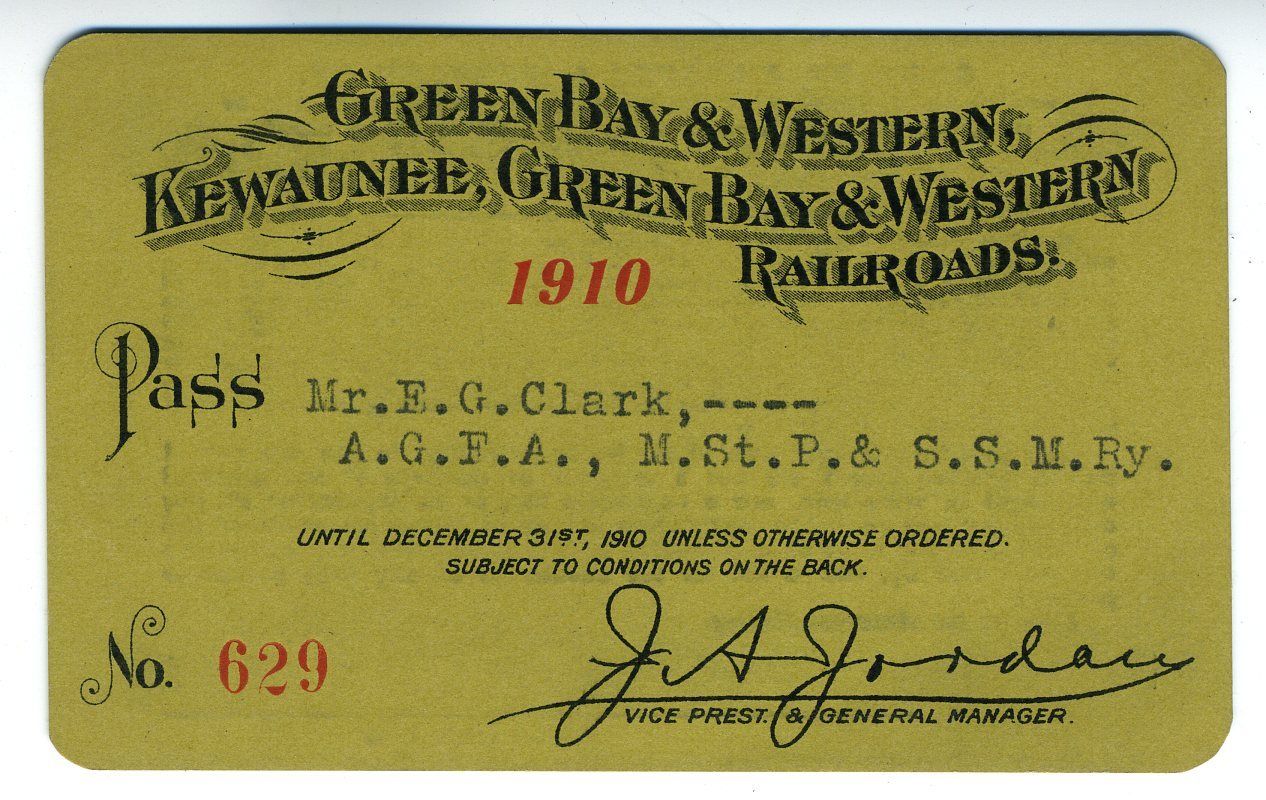 GREEN BAY & WESTERN,
KEWAUNEE, GREEN BAY & WESTERN
RAILROADS.
1910
Pass Mr.E.G.Clark,----
A.G.F.A., M.St.P.& S.S.M.Ry.
UNTIL DECEMBER 31ST, 1910 UNLESS OTHERWISE ORDERED.
SUBJECT TO CONDITIONS ON THE BACK.
No. 629
J. A. Jordan
VICE PREST. & GENERAL MANAGER.